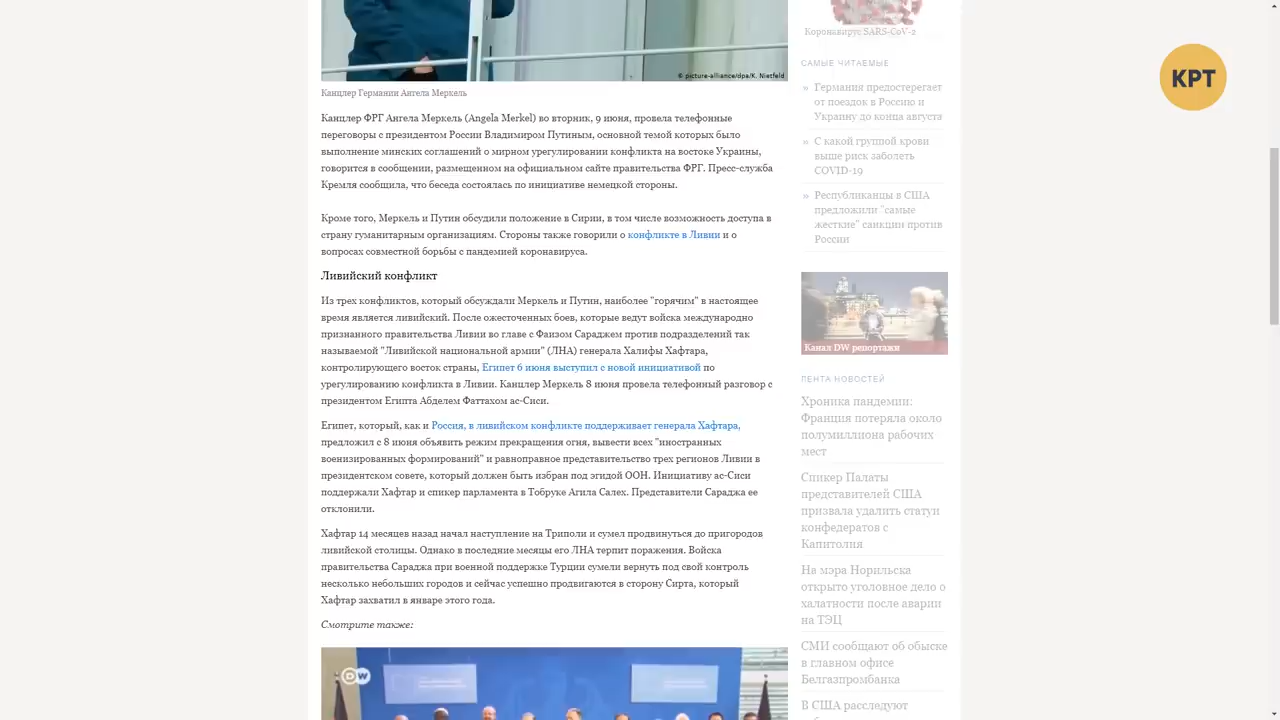 © picture-alliance/dpa/K. Nietfeld
Канцлер Германии Ангела Меркель
Канцлер ФРГ Ангела Меркель (Angela Merkel) во вторник, 9 июня, провела телефонные
переговоры с президентом России Владимиром Путиным, основной темой которых было
выполнение минских соглашений о мирном урегулировании конфликта на востоке Украины,
говорится в сообщении, размещенном на официальном сайте правительства ФРГ. Пресс-служба
Кремля сообщила, что беседа состоялась по инициативе немецкой стороны.
Кроме того, Меркель и Путин обсудили положение в Сирии, в том числе возможность доступа в
страну гуманитарным организациям. Стороны также говорили о конфликте в Ливии и о
вопросах совместной борьбы с пандемией коронавируса.
Ливийский конфликт
Из трех конфликтов, который обсуждали Меркель и Путин, наиболее "горячим" в настоящее
время является ливийский. После ожесточенных боев, которые ведут войска международно
признанного правительства Ливии во главе с Фаизом Сараджем против подразделений так
называемой "Ливийской национальной армии" (ЛНА) генерала Халифы Хафтара,
контролирующего восток страны, Египет 6 июня выступил с новой инициативой по
урегулированию конфликта в Ливии. Канцлер Меркель 8 июня провела телефонный разговор с
президентом Египта Абделем Фаттахом ас-Сиси.
Египет, который, как и Россия, в ливийском конфликте поддерживает генерала Хафтара,
предложил с 8 июня объявить режим прекращения огня, вывести всех "иностранных
военизированных формирований" и равноправное представительство трех регионов Ливии в
президентском совете, который должен быть избран под эгидой ООН. Инициативу ас-Сиси
поддержали Хафтар и спикер парламента в Тобруке Агила Салех. Представители Сараджа ее
отклонили.
Хафтар 14 месяцев назад начал наступление на Триполи и сумел продвинуться до пригородов
ливийской столицы. Однако в последние месяцы его ЛНА терпит поражения. Войска
правительства Сараджа при военной поддержке Турции сумели вернуть под свой контроль
несколько небольших городов и сейчас успешно продвигаются в сторону Сирта, который
Хафтар захватил в январе этого года.
Смотрите также:
DW
Коронавирус SARS-CoV-2
САМЫЕ ЧИТАЕМЫЕ
» Германия предостерегает
от поездок в Россию и
Украину до конца августа
» С какой группой крови
выше риск заболеть
COVID-19
» Республиканцы в США
предложили "самые
жесткие" санкции против
России
Канал DW репортажи
ЛЕНТА НОВОСТЕЙ
Хроника пандемии:
Франция потеряла около
полумиллиона рабочих
мест
Спикер Палаты
представителей США
призвала удалить статуи
конфедератов с
Капитолия
На мэра Норильска
открыто уголовное дело о
халатности после аварии
на ТЭЦ
СМИ сообщают об обыске
в главном офисе
Белгазпромбанка
В США расследуют
КРТ